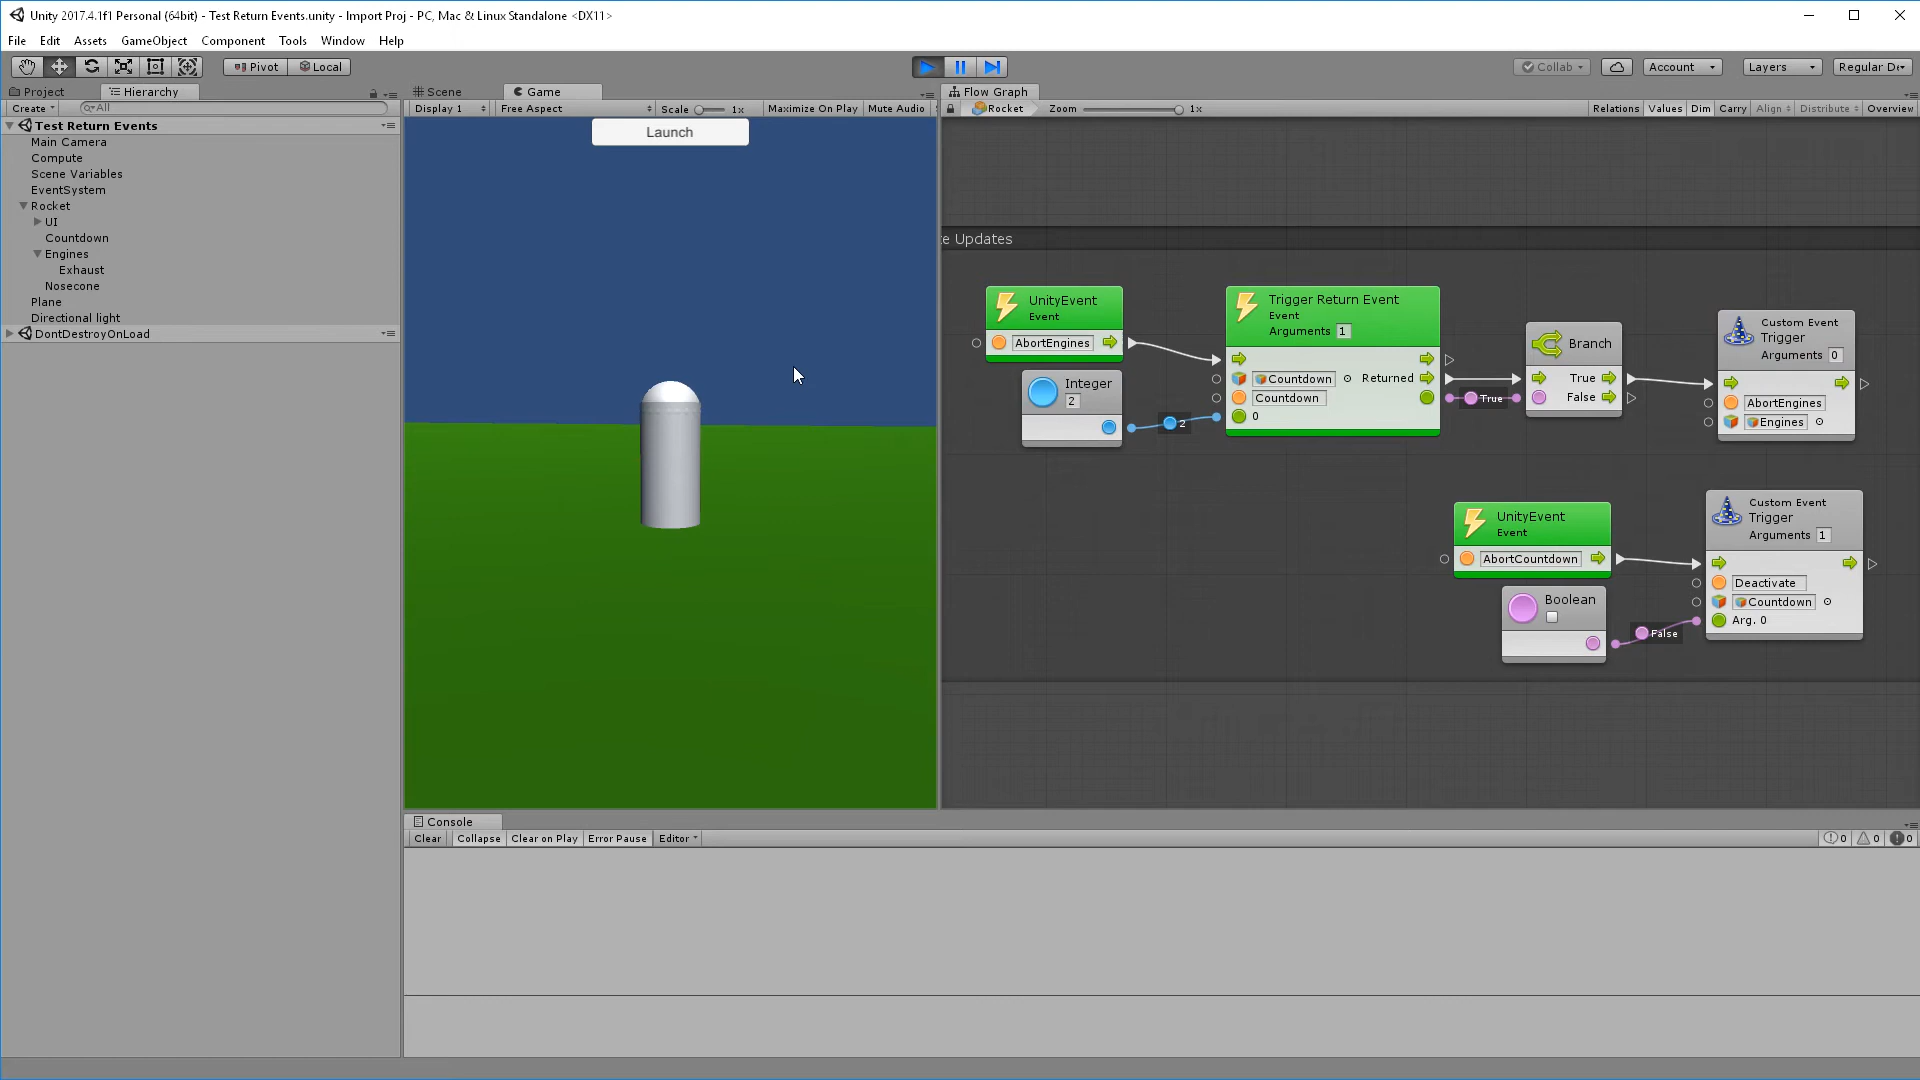 Unity 2017.4.1f1 Personal (64bit) - Test Return Events.unity - Import Proj - PC, Mac & Linux Standalone <DX11>
File Edit Assets GameObject Component Tools Window Help
Pivot Local Collab Account Layers Regular De
Project Hierarchy Scene Game Flow Graph
Create All Display 1 Free Aspect Scale 1x Maximize On Play Mute Audio Rocket Zoom 1x Relations Values Dim Carry Align Distribute Overview
Test Return Events
Main Camera
Compute
Scene Variables
EventSystem
Rocket
UI
Countdown
Engines
Exhaust
Nosecone
Plane
Directional light
DontDestroyOnLoad
Launch
e Updates
UnityEvent
Event
AbortEngines
Integer
2
2
Trigger Return Event
Event
Arguments 1
Countdown Returned
Countdown
0
True
Branch
True
False
Custom Event
Trigger
Arguments 0
AbortEngines
Engines
UnityEvent
Event
AbortCountdown
Boolean
False
Custom Event
Trigger
Arguments 1
Deactivate
Countdown
Arg. 0
Console
Clear Collapse Clear on Play Error Pause Editor 0 0 0